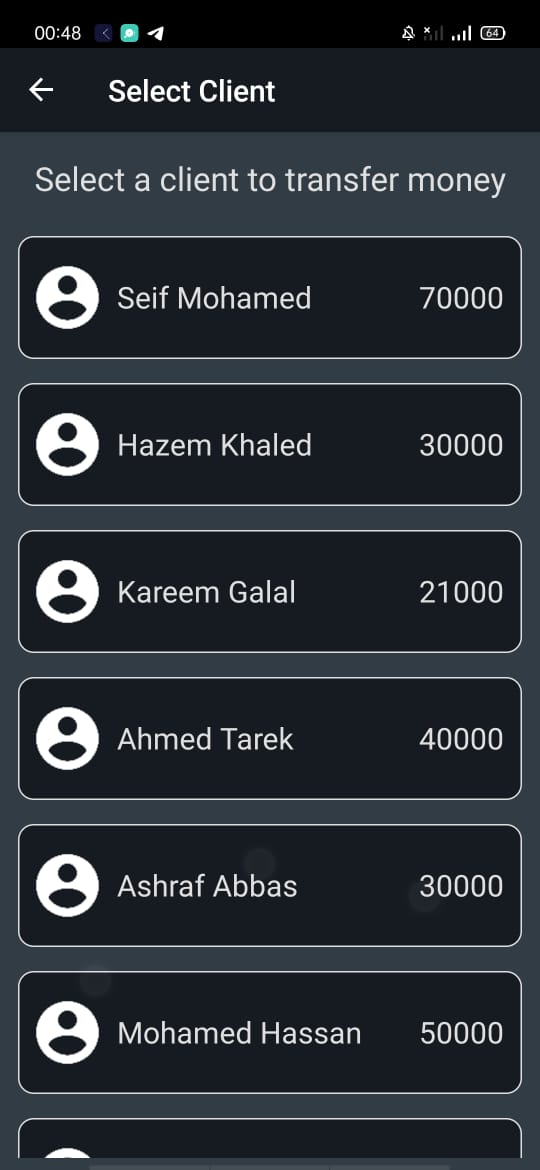 00:48 64
Select Client
Select a client to transfer money
Seif Mohamed 70000
Hazem Khaled 30000
Kareem Galal 21000
Ahmed Tarek 40000
Ashraf Abbas 30000
Mohamed Hassan 50000